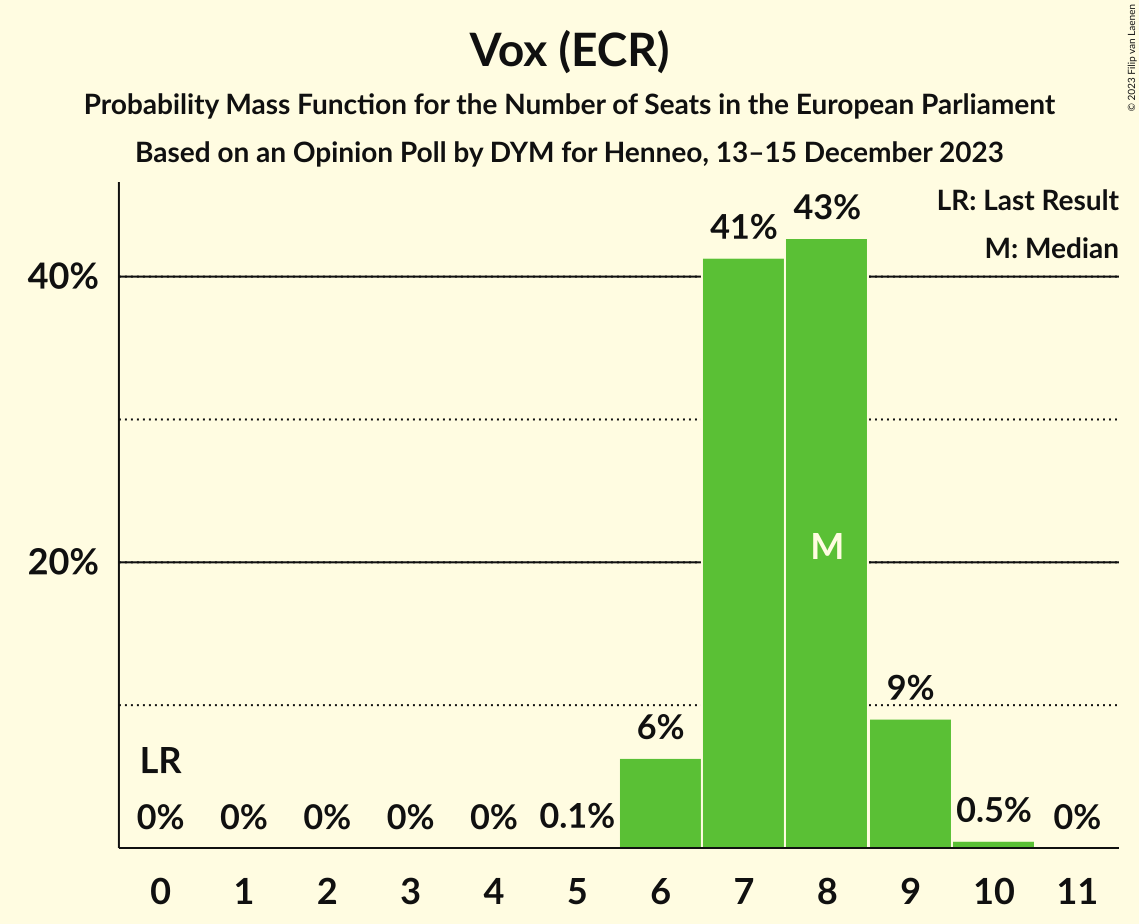 Vox (ECR)
Probability Mass Function for the Number of Seats in the European Parliament
Based on an Opinion Poll by DYM for Henneo, 13–15 December 2023
© 2023 Filip van Laenen
LR: Last Result
M: Median
40%
20%
LR
0%
0%
0%
0%
0%
0.1%
6%
41%
43%
M
9%
0.5%
0%
0 1 2 3 4 5 6 7 8 9 10 11